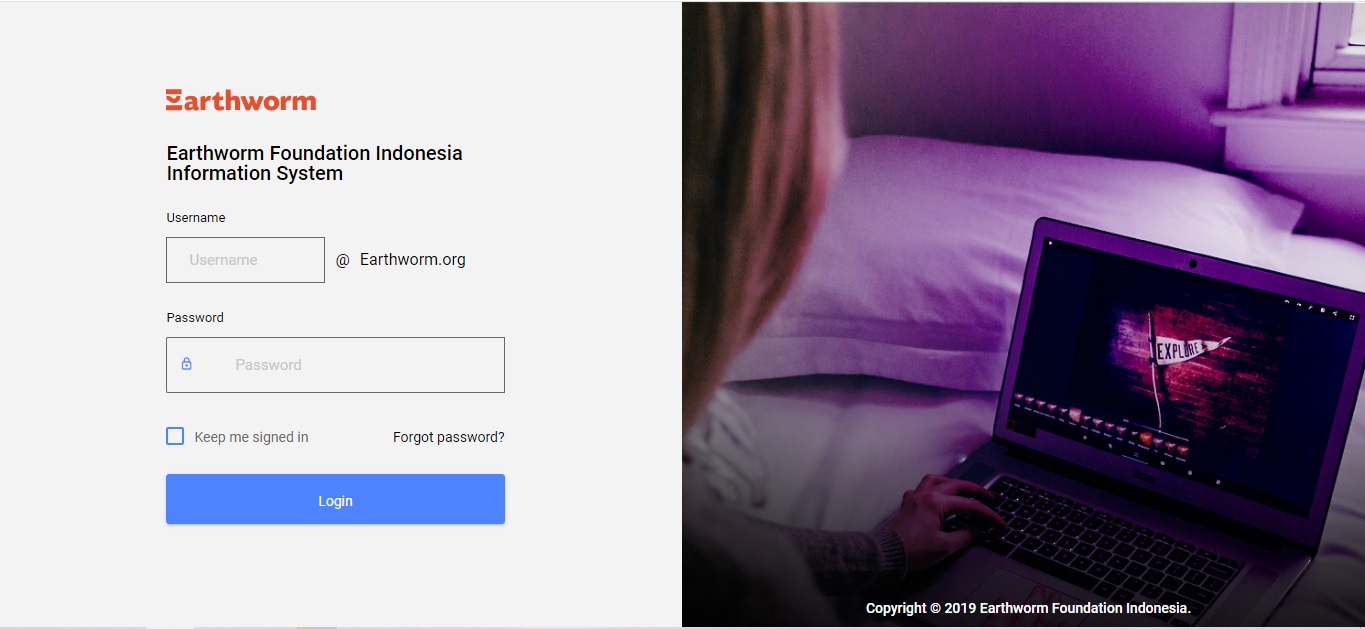 Earthworm
Earthworm Foundation Indonesia
Information System
Username
Username @ Earthworm.org
Password
Password
Keep me signed in Forgot password?
Login
EXPLORE
Copyright © 2019 Earthworm Foundation Indonesia.